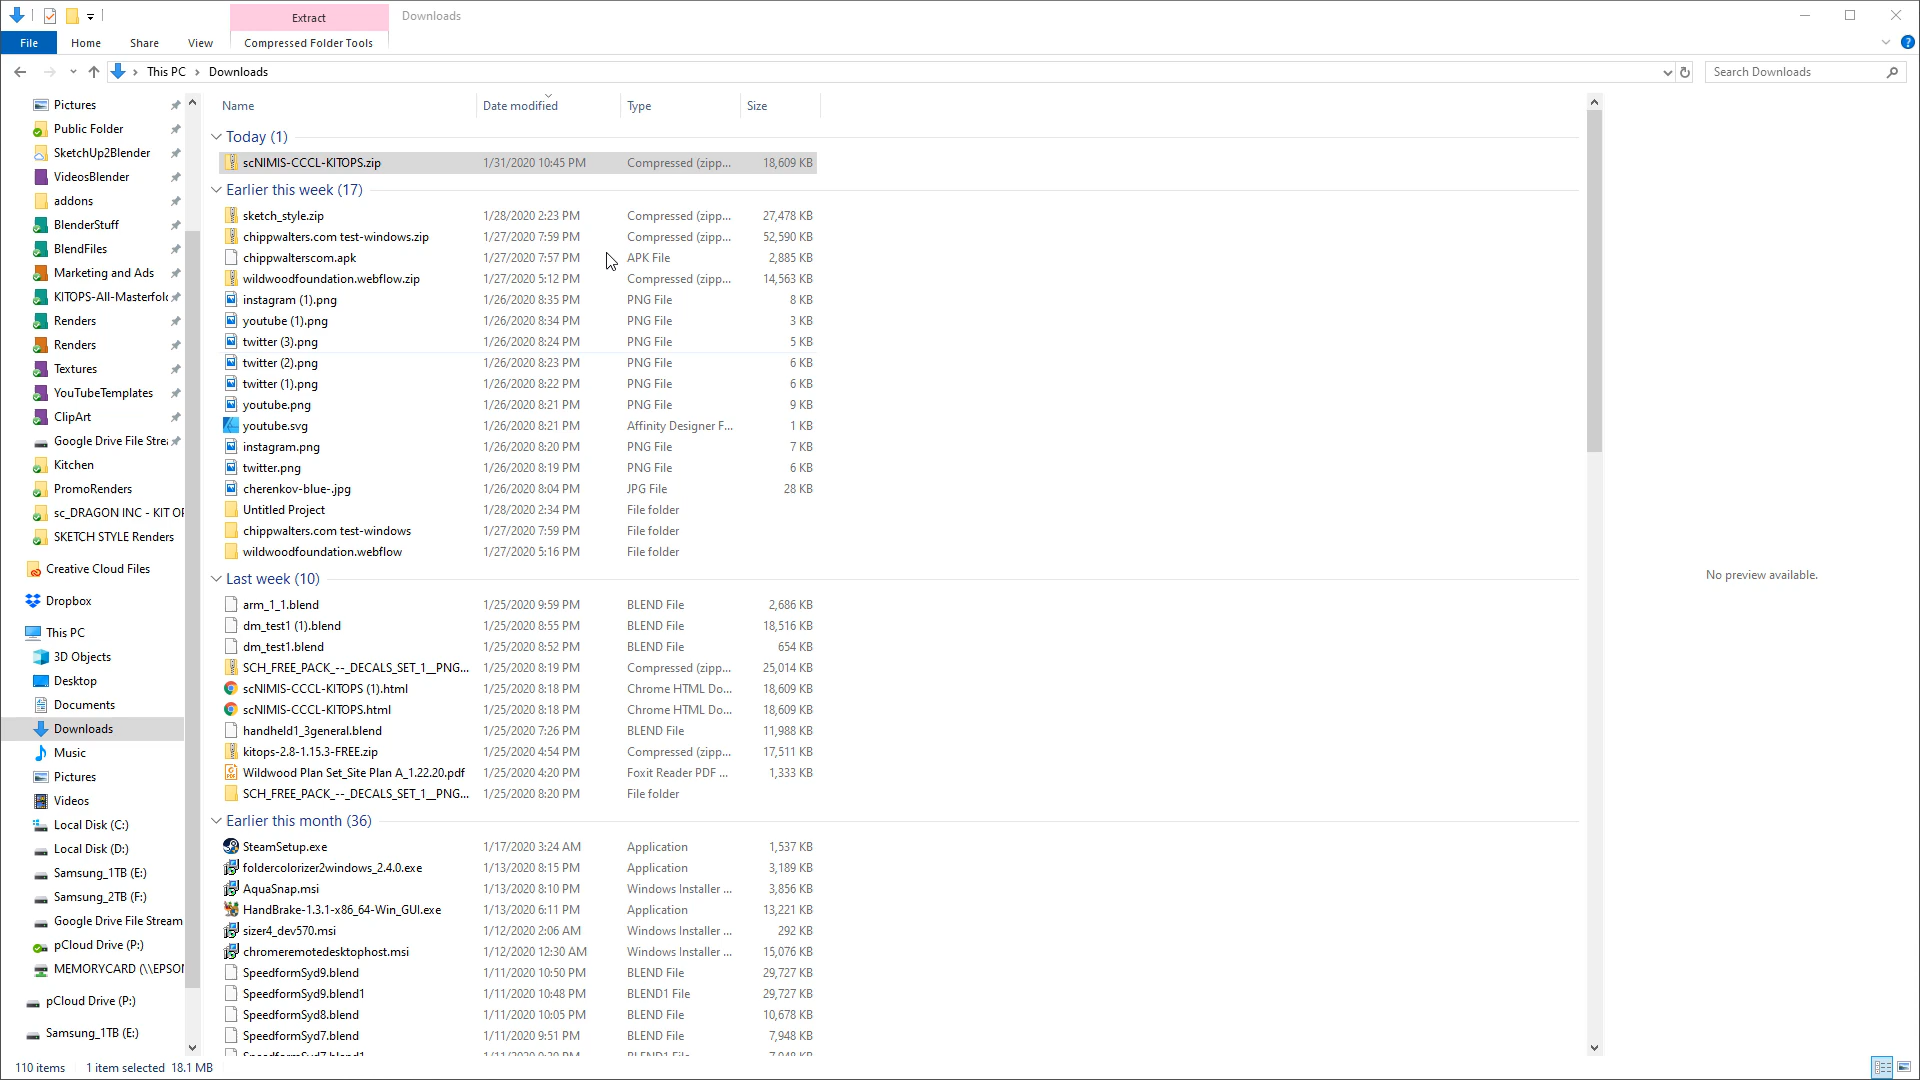 Extract
Downloads
File
Home
Share
View
Compressed Folder Tools
This PC
Downloads
Search Downloads
Pictures
Public Folder
SketchUp2Blender
VideosBlender
addons
BlenderStuff
BlendFiles
Marketing and Ads
KITOPS-All-Masterfol
Renders
Renders
Textures
YouTubeTemplates
ClipArt
Google Drive File Stre
Kitchen
PromoRenders
sc_DRAGON INC - KIT OP
SKETCH STYLE Renders
Creative Cloud Files
Dropbox
This PC
3D Objects
Desktop
Documents
Downloads
Music
Pictures
Videos
Local Disk (C:)
Local Disk (D:)
Samsung_1TB (E:)
Samsung_2TB (F:)
Google Drive File Stream
pCloud Drive (P:)
MEMORYCARD (\\EPSON
pCloud Drive (P:)
Samsung_1TB (E:)
Name Date modified Type Size
Today (1)
scNIMIS-CCCL-KITOPS.zip 1/31/2020 10:45 PM Compressed (zipp... 18,609 KB
Earlier this week (17)
sketch_style.zip 1/28/2020 2:23 PM Compressed (zipp... 27,478 KB
chippwalters.com test-windows.zip 1/27/2020 7:59 PM Compressed (zipp... 52,590 KB
chippwalterscom.apk 1/27/2020 7:57 PM APK File 2,885 KB
wildwoodfoundation.webflow.zip 1/27/2020 5:12 PM Compressed (zipp... 14,563 KB
instagram (1).png 1/26/2020 8:35 PM PNG File 8 KB
youtube (1).png 1/26/2020 8:34 PM PNG File 3 KB
twitter (3).png 1/26/2020 8:24 PM PNG File 5 KB
twitter (2).png 1/26/2020 8:23 PM PNG File 6 KB
twitter (1).png 1/26/2020 8:22 PM PNG File 6 KB
youtube.png 1/26/2020 8:21 PM PNG File 9 KB
youtube.svg 1/26/2020 8:21 PM Affinity Designer F... 1 KB
instagram.png 1/26/2020 8:20 PM PNG File 7 KB
twitter.png 1/26/2020 8:19 PM PNG File 6 KB
cherenkov-blue-.jpg 1/26/2020 8:04 PM JPG File 28 KB
Untitled Project 1/28/2020 2:34 PM File folder
chippwalters.com test-windows 1/27/2020 7:59 PM File folder
wildwoodfoundation.webflow 1/27/2020 5:16 PM File folder
Last week (10)
arm_1_1.blend 1/25/2020 9:59 PM BLEND File 2,686 KB
dm_test1 (1).blend 1/25/2020 8:55 PM BLEND File 18,516 KB
dm_test1.blend 1/25/2020 8:52 PM BLEND File 654 KB
SCH_FREE_PACK_--_DECALS_SET_1__PNG... 1/25/2020 8:19 PM Compressed (zipp... 25,014 KB
scNIMIS-CCCL-KITOPS (1).html 1/25/2020 8:18 PM Chrome HTML Do... 18,609 KB
scNIMIS-CCCL-KITOPS.html 1/25/2020 8:18 PM Chrome HTML Do... 18,609 KB
handheld1_3general.blend 1/25/2020 7:26 PM BLEND File 11,988 KB
kitops-2.8-1.15.3-FREE.zip 1/25/2020 4:54 PM Compressed (zipp... 17,511 KB
Wildwood Plan Set_Site Plan A_1.22.20.pdf 1/25/2020 4:20 PM Foxit Reader PDF ... 1,333 KB
SCH_FREE_PACK_--_DECALS_SET_1__PNG... 1/25/2020 8:20 PM File folder
Earlier this month (36)
SteamSetup.exe 1/17/2020 3:24 AM Application 1,537 KB
foldercolorizer2windows_2.4.0.exe 1/13/2020 8:15 PM Application 3,189 KB
AquaSnap.msi 1/13/2020 8:10 PM Windows Installer ... 3,856 KB
HandBrake-1.3.1-x86_64-Win_GUI.exe 1/13/2020 6:11 PM Application 13,221 KB
sizer4_dev570.msi 1/12/2020 2:06 AM Windows Installer ... 292 KB
chromeremotedesktophost.msi 1/12/2020 12:30 AM Windows Installer ... 15,076 KB
SpeedformSyd9.blend 1/11/2020 10:50 PM BLEND File 29,727 KB
SpeedformSyd9.blend1 1/11/2020 10:48 PM BLEND1 File 29,727 KB
SpeedformSyd8.blend 1/11/2020 10:05 PM BLEND File 10,678 KB
SpeedformSyd7.blend 1/11/2020 9:51 PM BLEND File 7,948 KB
No preview available.
110 items 1 item selected 18.1 MB